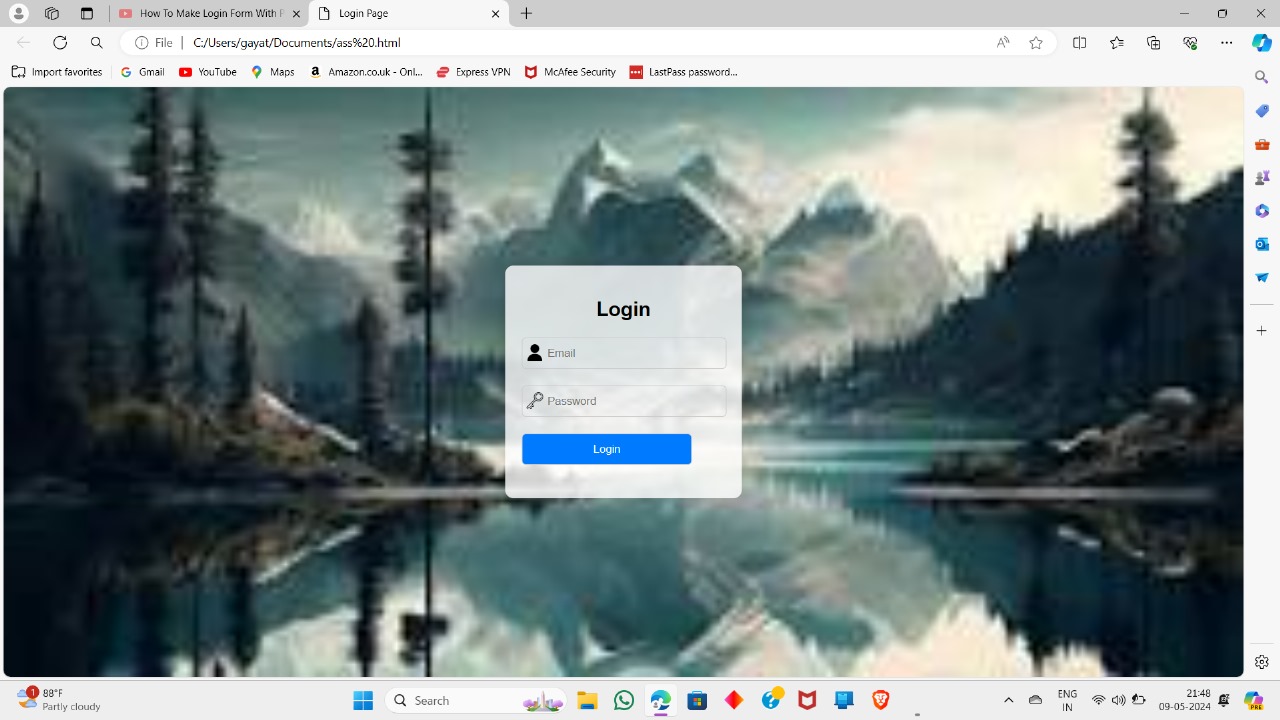 How To Make Login Form With
Login Page
File
C:/Users/gayat/Documents/ass%20.html
Import favorites
Gmail
YouTube
Maps
Amazon.co.uk - Onl...
Express VPN
McAfee Security
LastPass password...
Login
Email
Password
Login
1
88°F
Partly cloudy
Search
ENG
IN
21:48
09-05-2024
PRE